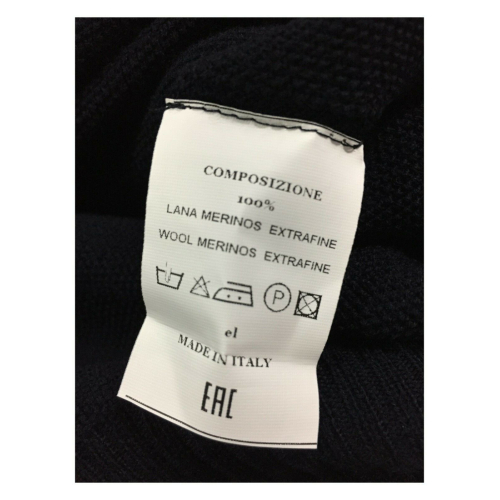 COMPOSIZIONE
100%
LANA MERINOS EXTRAFINE
WOOL MERINOS EXTRAFINE
P
el
MADE IN ITALY
EAC